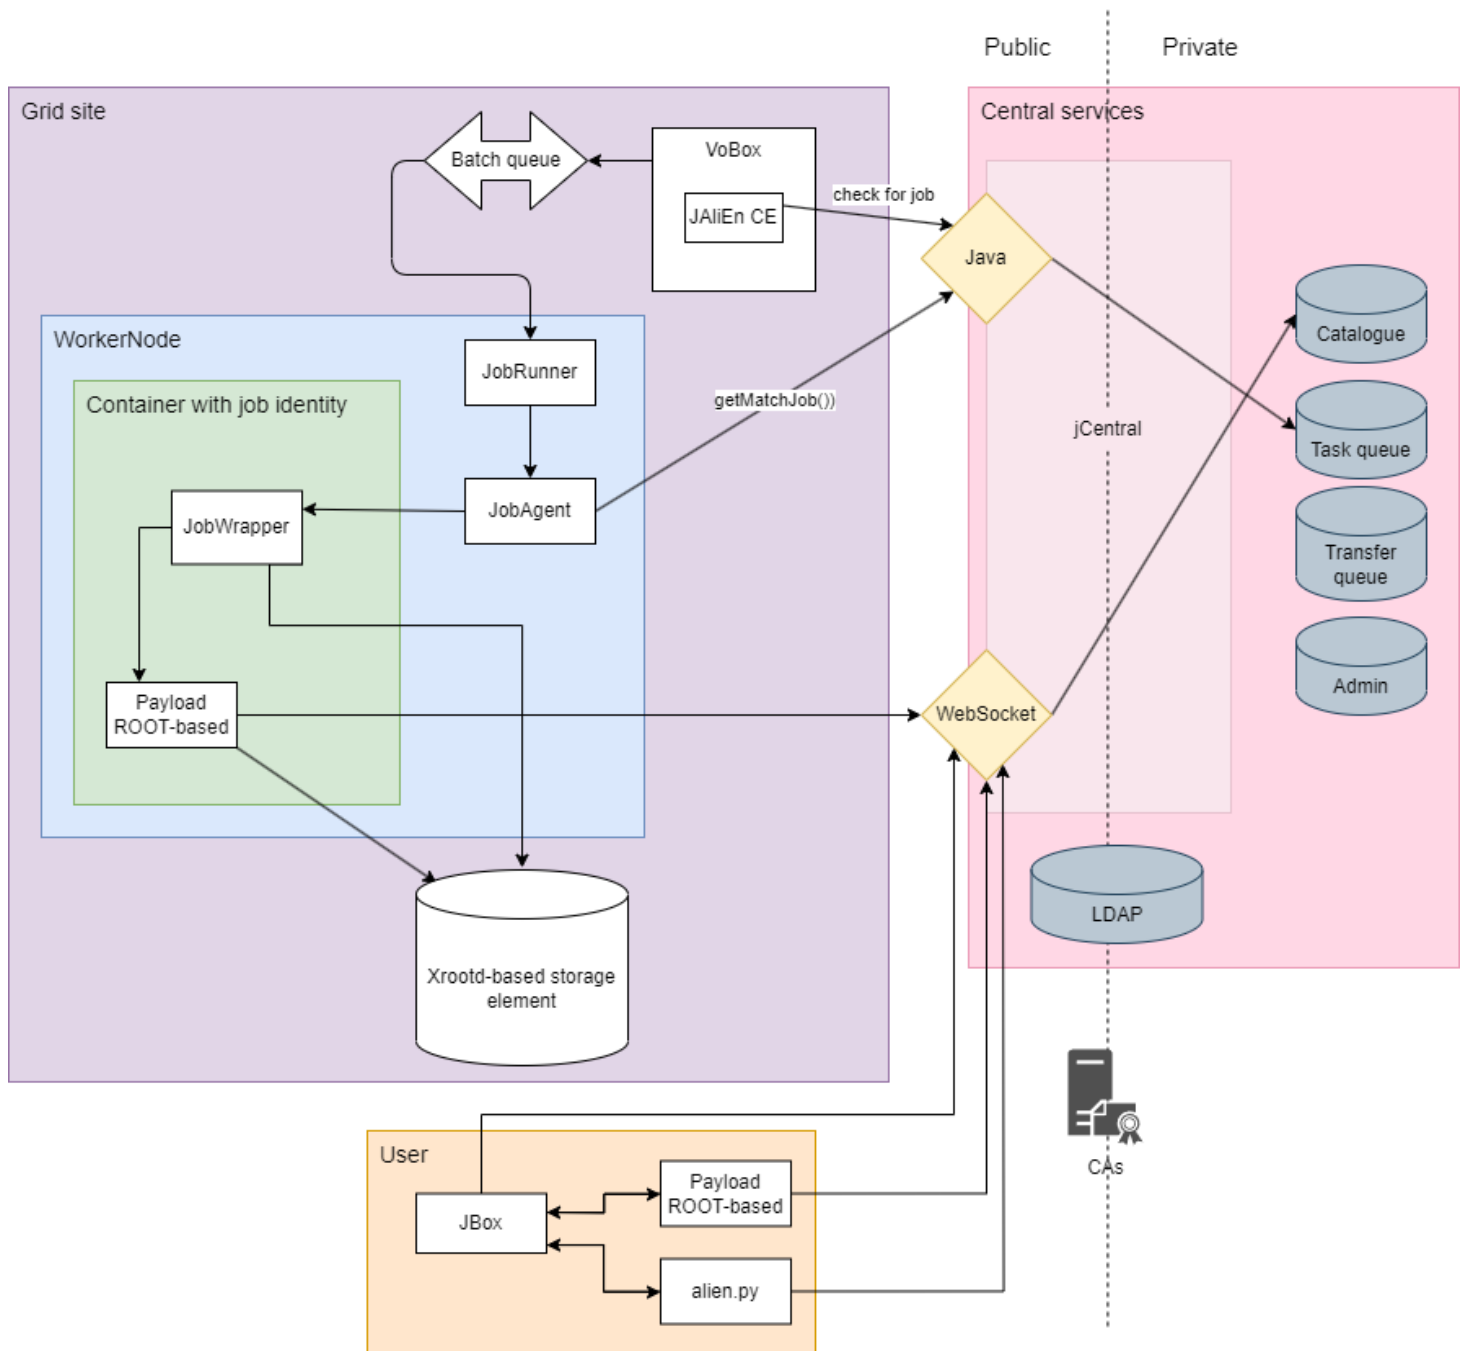 Public
Private
Grid site
Central services
Batch queue
VoBox
JAliEn CE
check for job
Java
Catalogue
WorkerNode
JobRunner
Container with job identity
getMatchJob())
jCentral
Task queue
JobAgent
JobWrapper
Transfer
queue
Admin
Payload
ROOT-based
WebSocket
LDAP
Xrootd-based storage
element
CAs
User
Payload
ROOT-based
JBox
alien.py